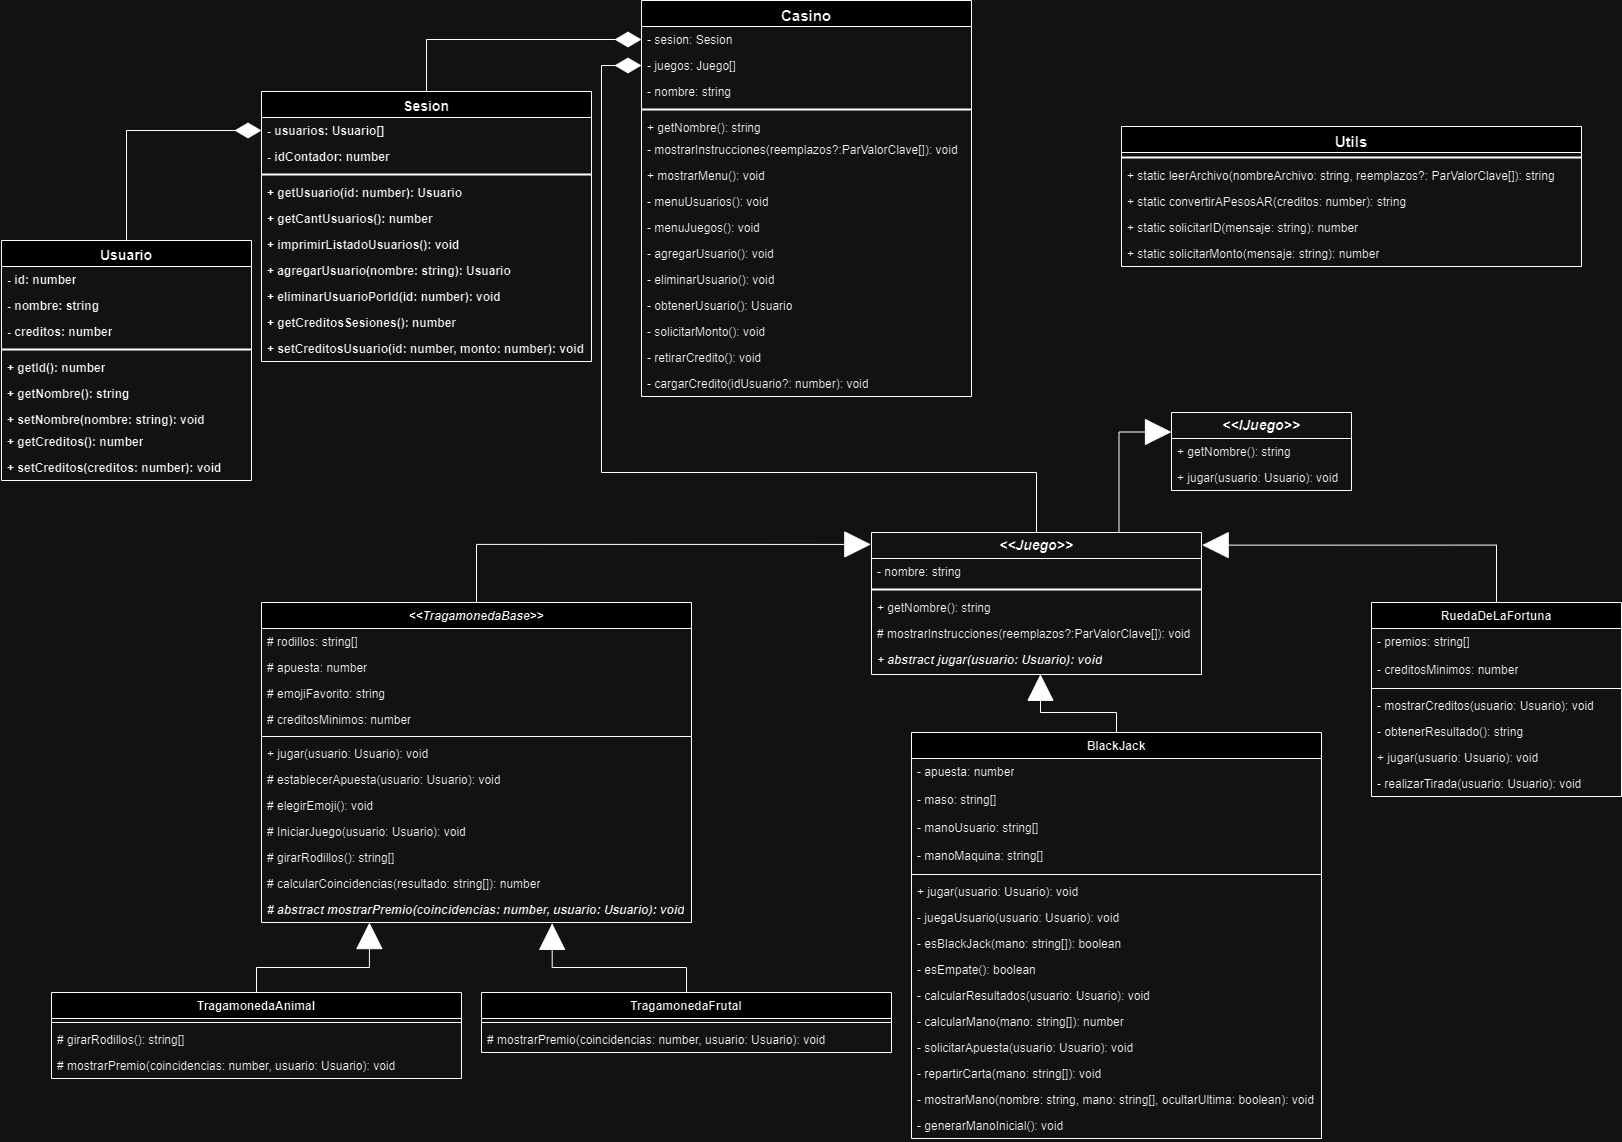 Casino
- sesion: Sesion
- juegos: Juego[]
- nombre: string
+ getNombre(): string
- mostrarInstrucciones(reemplazos?:ParValorClave[]): void
+ mostrarMenu(): void
- menuUsuarios(): void
- menuJuegos(): void
- agregarUsuario(): void
- eliminarUsuario(): void
- obtenerUsuario(): Usuario
- solicitarMonto(): void
- retirarCredito(): void
- cargarCredito(idUsuario?: number): void
Sesion
- usuarios: Usuario[]
- idContador: number
+ getUsuario(id: number): Usuario
+ getCantUsuarios(): number
+ imprimirListadoUsuarios(): void
+ agregarUsuario(nombre: string): Usuario
+ eliminarUsuarioPorId(id: number): void
+ getCreditosSesiones(): number
+ setCreditosUsuario(id: number, monto: number): void
Usuario
- id: number
- nombre: string
- creditos: number
+ getId(): number
+ getNombre(): string
+ setNombre(nombre: string): void
+ getCreditos(): number
+ setCreditos(creditos: number): void
Utils
+ static leerArchivo(nombreArchivo: string, reemplazos?: ParValorClave[]): string
+ static convertirAPesosAR(creditos: number): string
+ static solicitarID(mensaje: string): number
+ static solicitarMonto(mensaje: string): number
<<IJuego>>
+ getNombre(): string
+ jugar(usuario: Usuario): void
<<Juego>>
- nombre: string
+ getNombre(): string
# mostrarInstrucciones(reemplazos?:ParValorClave[]): void
+ abstract jugar(usuario: Usuario): void
<<TragamonedaBase>>
# rodillos: string[]
# apuesta: number
# emojiFavorito: string
# creditosMinimos: number
+ jugar(usuario: Usuario): void
# establecerApuesta(usuario: Usuario): void
# elegirEmoji(): void
# IniciarJuego(usuario: Usuario): void
# girarRodillos(): string[]
# calcularCoincidencias(resultado: string[]): number
# abstract mostrarPremio(coincidencias: number, usuario: Usuario): void
RuedaDeLaFortuna
- premios: string[]
- creditosMinimos: number
- mostrarCreditos(usuario: Usuario): void
- obtenerResultado(): string
+ jugar(usuario: Usuario): void
- realizarTirada(usuario: Usuario): void
BlackJack
- apuesta: number
- maso: string[]
- manoUsuario: string[]
- manoMaquina: string[]
+ jugar(usuario: Usuario): void
- juegaUsuario(usuario: Usuario): void
- esBlackJack(mano: string[]): boolean
- esEmpate(): boolean
- calcularResultados(usuario: Usuario): void
- calcularMano(mano: string[]): number
- solicitarApuesta(usuario: Usuario): void
- repartirCarta(mano: string[]): void
- mostrarMano(nombre: string, mano: string[], ocultarUltima: boolean): void
- generarManoInicial(): void
TragamonedaAnimal
# girarRodillos(): string[]
# mostrarPremio(coincidencias: number, usuario: Usuario): void
TragamonedaFrutal
# mostrarPremio(coincidencias: number, usuario: Usuario): void